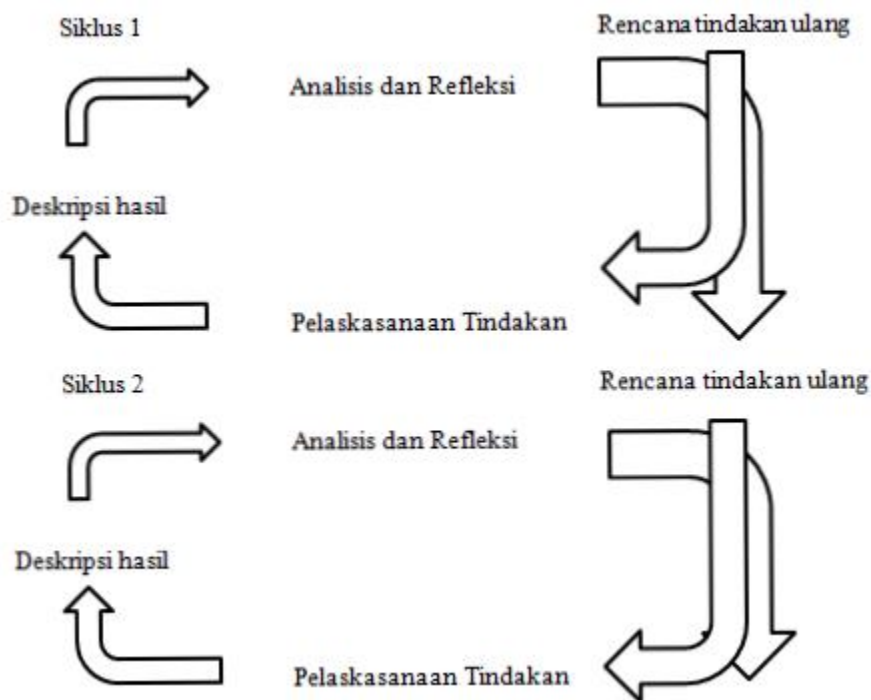 Siklus 1
Rencana tindakan ulang
Analisis dan Refleksi
Deskripsi hasil
Pelaskasanaan Tindakan
Siklus 2
Rencana tindakan ulang
Analisis dan Refleksi
Deskripsi hasil
Pelaskasanaan Tindakan